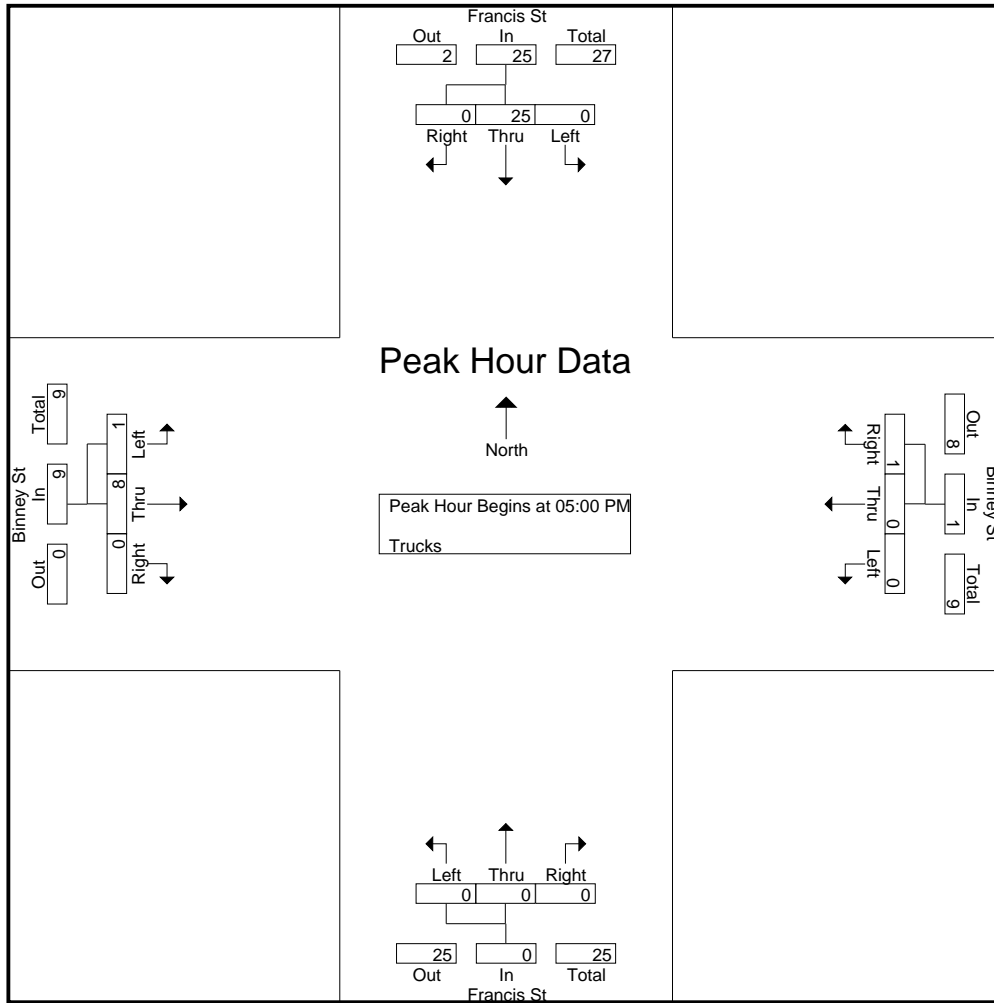 Francis St
Out In Total
2 25 27
0 25 0
Right Thru Left
Peak Hour Data
North
Peak Hour Begins at 05:00 PM
Trucks
Binney St
Total In Out
9 9 0
1 8 0
Left Thru Right
Binney St
Out In Total
8 1 9
1 0 0
Right Thru Left
Left Thru Right
0 0 0
25 0 25
Out In Total
Francis St